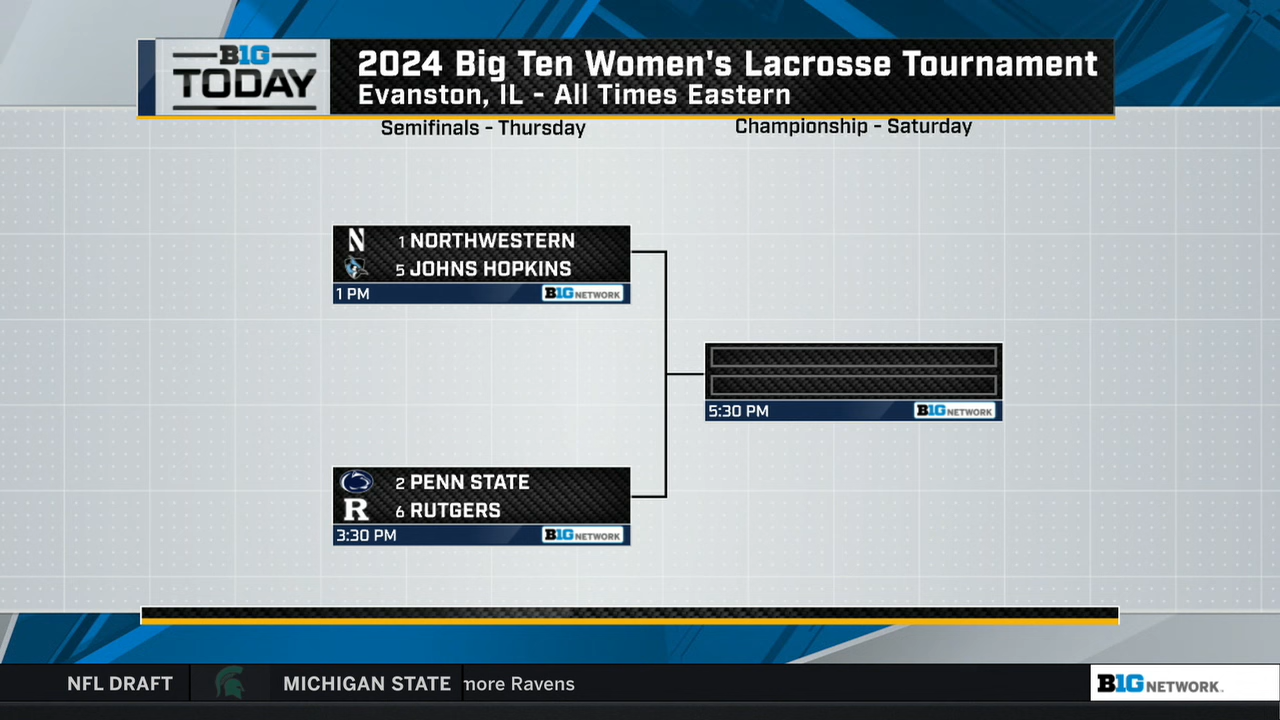 B1G
TODAY
2024 Big Ten Women's Lacrosse Tournament
Evanston, IL - All Times Eastern
Semifinals - Thursday
Championship - Saturday
N 1 NORTHWESTERN
5 JOHNS HOPKINS
1 PM B1G NETWORK
5:30 PM B1G NETWORK
2 PENN STATE
R 6 RUTGERS
3:30 PM B1G NETWORK
NFL DRAFT MICHIGAN STATE more Ravens B1G NETWORK.